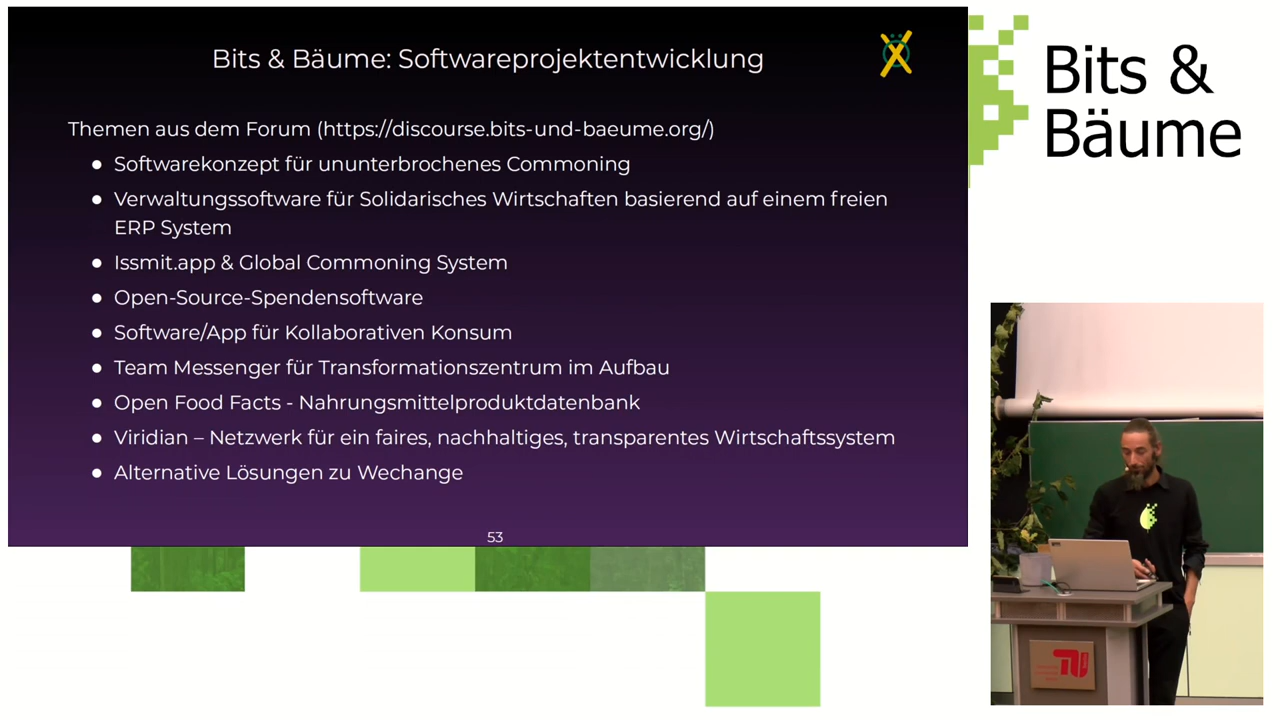 Bits & Bäume: Softwareprojektentwicklung
Themen aus dem Forum (https://discourse.bits-und-baeume.org/)
● Softwarekonzept für ununterbrochenes Commoning
● Verwaltungssoftware für Solidarisches Wirtschaften basierend auf einem freien
ERP System
● Issmit.app & Global Commoning System
● Open-Source-Spendensoftware
● Software/App für Kollaborativen Konsum
● Team Messenger für Transformationszentrum im Aufbau
● Open Food Facts - Nahrungsmittelproduktdatenbank
● Viridian – Netzwerk für ein faires, nachhaltiges, transparentes Wirtschaftssystem
● Alternative Lösungen zu Wechange
53
Bits &
Bäume